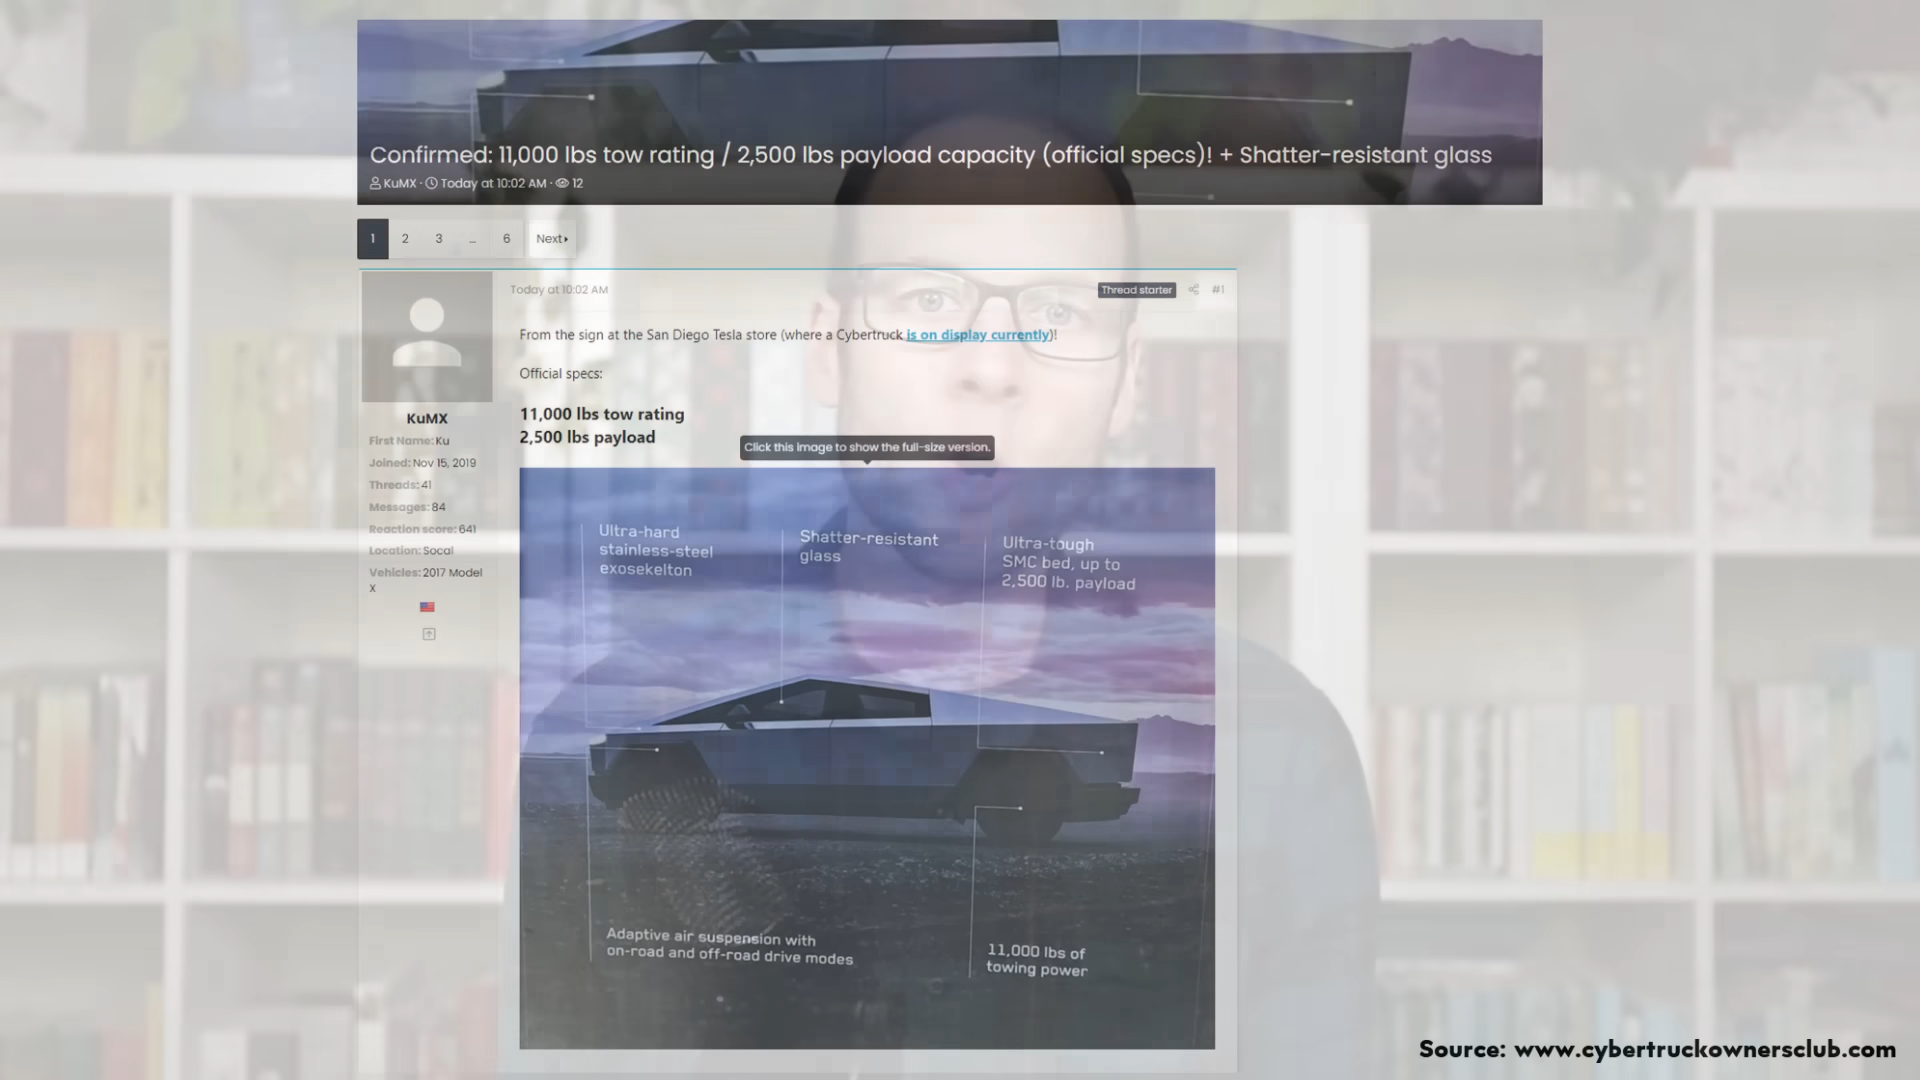 Confirmed: 11,000 lbs tow rating / 2,500 lbs payload capacity (official specs)! + Shatter-resistant glass
KuMX · Today at 10:02 AM · 12
1 2 3 ... 6 Next
Today at 10:02 AM
Thread starter #1
From the sign at the San Diego Tesla store (where a Cybertruck is on display currently)!
Official specs:
11,000 lbs tow rating
2,500 lbs payload
KuMX
First Name: Ku
Joined: Nov 15, 2019
Threads: 41
Messages: 84
Reaction score: 641
Location: Socal
Vehicles: 2017 Model
X
Click this image to show the full-size version.
Ultra-hard
stainless-steel
exosekelton
Shatter-resistant
glass
Ultra-tough
SMC bed, up to
2,500 lb. payload
Adaptive air suspension with
on-road and off-road drive modes
11,000 lbs of
towing power
Source: www.cybertruckownersclub.com